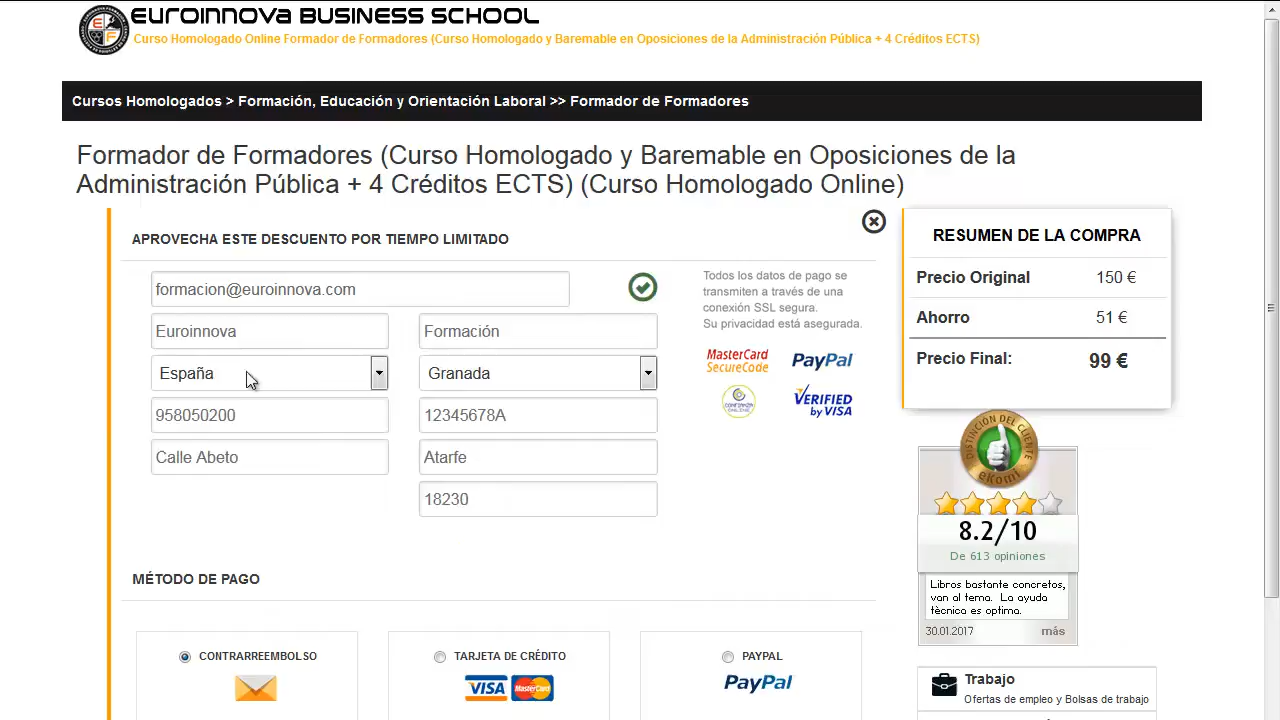 EUROINNOVA BUSINESS SCHOOL
Curso Homologado Online Formador de Formadores (Curso Homologado y Baremable en Oposiciones de la Administración Pública + 4 Créditos ECTS)
Cursos Homologados > Formación, Educación y Orientación Laboral >> Formador de Formadores
Formador de Formadores (Curso Homologado y Baremable en Oposiciones de la
Administración Pública + 4 Créditos ECTS) (Curso Homologado Online)
APROVECHA ESTE DESCUENTO POR TIEMPO LIMITADO
formacion@euroinnova.com
Euroinnova
Formación
España
Granada
958050200
12345678A
Calle Abeto
Atarfe
18230
Todos los datos de pago se
transmiten a través de una
conexión SSL segura.
Su privacidad está asegurada.
MasterCard
SecureCode
PayPal
CONFIANZA
ONLINE
VERIFIED
by VISA
RESUMEN DE LA COMPRA
Precio Original 150 €
Ahorro 51 €
Precio Final: 99 €
DISTINCIÓN DEL CLIENTE
eKomi
8.2/10
De 613 opiniones
Libros bastante concretos,
van al tema. La ayuda
tècnica es optima.
30.01.2017 más
Trabajo
Ofertas de empleo y Bolsas de trabajo
MÉTODO DE PAGO
CONTRARREEMBOLSO
TARJETA DE CRÉDITO
VISA MasterCard
PAYPAL
PayPal